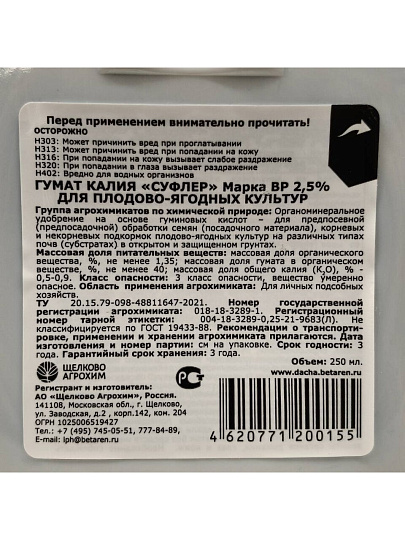 Перед применением внимательно прочитать!
ОСТОРОЖНО
H303: Может причинить вред при проглатывании
H313: Может причинить вред при попадании на кожу
H316: При попадании на кожу вызывает слабое раздражение
H320: При попадании в глаза вызывает раздражение
H402: Вредно для водных организмов
ГУМАТ КАЛИЯ «СУФЛЕР» Марка ВР 2,5%
ДЛЯ ПЛОДОВО-ЯГОДНЫХ КУЛЬТУР
Группа агрохимикатов по химической природе: Органоминеральное
удобрение на основе гуминовых кислот – для
(предпосадочной) обработки семян (посадочного материала), корневых
и некорневых подкормок плодово-ягодных культур на различных типах
почв (субстратах) в открытом и защищенном грунтах.
Массовая доля питательных веществ: массовая доля органического
вещества, %, не менее 1,35; массовая доля гумата в органическом
веществе, %, не менее 40; массовая доля общего калия (K₂O), % -
0,5-0,9. Область применения агрохимиката: Для личных подсобных
хозяйств.
ТУ 20.15.79-098-48811647-2021. Номер государственной
регистрации агрохимиката: 018-18-3289-1. Регистрационный
номер тарной этикетки: 004-18-3289-0,25-21-9683(Л). Не
классифицируется по ГОСТ 19433-88. Рекомендации о транспорти-
ровке, применении и хранении агрохимиката прилагаются. Дата
изготовления и номер партии: см на упаковке. Срок годности: 3
года. Гарантийный срок хранения: 3 года.
Объем: 250 мл.
ЩЕЛКОВО
АГРОХИМ
РСТ
www.dacha.betaren.ru
Регистрант и изготовитель:
АО «Щелково Агрохим», Россия,
141108, Московская обл., г. Щелково,
ул. Заводская, д.2 , корп.142, ком. 204
ОГРН 1025006519427
Тел.: +7 (495) 745-05-51, 777-84-89,
E-mail: lph@betaren.ru
4 620771 200155